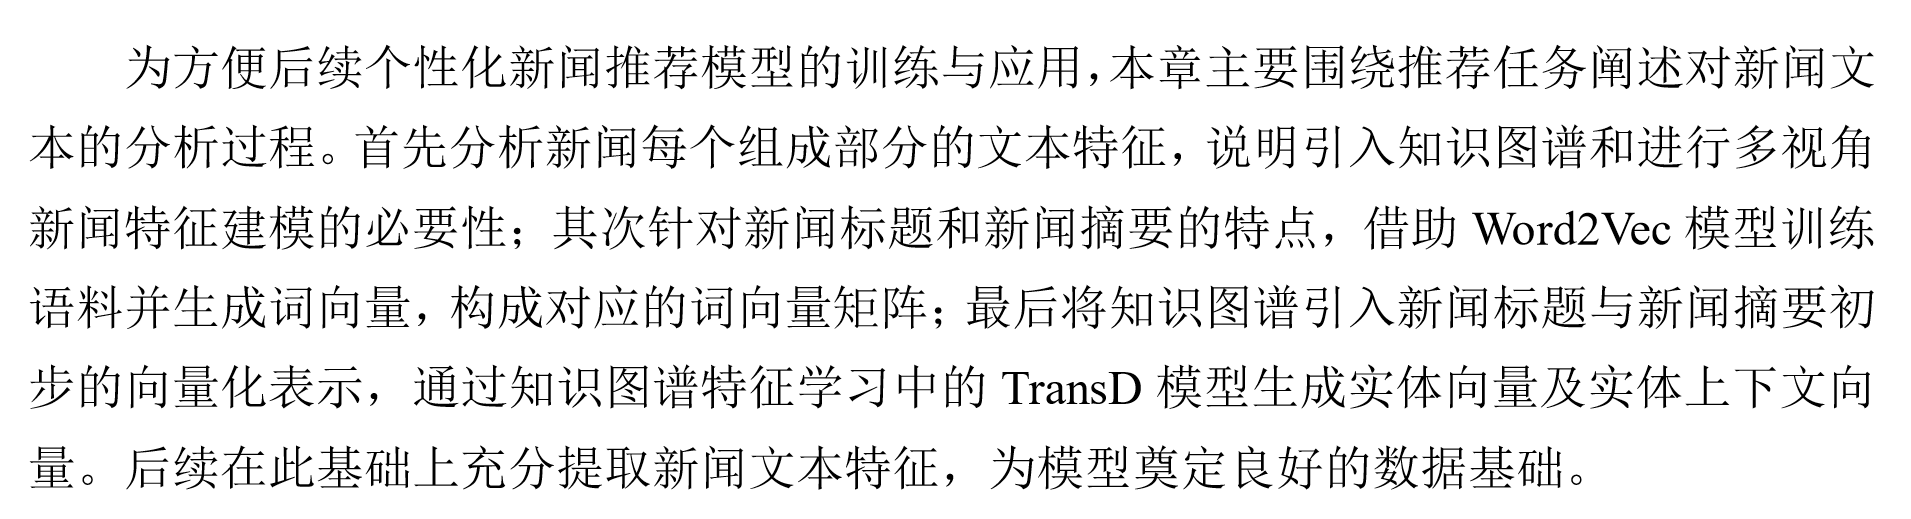 为方便后续个性化新闻推荐模型的训练与应用，本章主要围绕推荐任务阐述对新闻文
本的分析过程。首先分析新闻每个组成部分的文本特征，说明引入知识图谱和进行多视角
新闻特征建模的必要性；其次针对新闻标题和新闻摘要的特点，借助 Word2Vec 模型训练
语料并生成词向量，构成对应的词向量矩阵；最后将知识图谱引入新闻标题与新闻摘要初
步的向量化表示，通过知识图谱特征学习中的 TransD 模型生成实体向量及实体上下文向
量。后续在此基础上充分提取新闻文本特征，为模型奠定良好的数据基础。